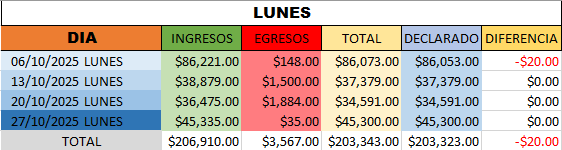 LUNES
DIA INGRESOS EGRESOS TOTAL DECLARADO DIFERENCIA
06/10/2025 LUNES $86,221.00 $148.00 $86,073.00 $86,053.00 -$20.00
13/10/2025 LUNES $38,879.00 $1,500.00 $37,379.00 $37,379.00 $0.00
20/10/2025 LUNES $36,475.00 $1,884.00 $34,591.00 $34,591.00 $0.00
27/10/2025 LUNES $45,335.00 $35.00 $45,300.00 $45,300.00 $0.00
TOTAL $206,910.00 $3,567.00 $203,343.00 $203,323.00 -$20.00